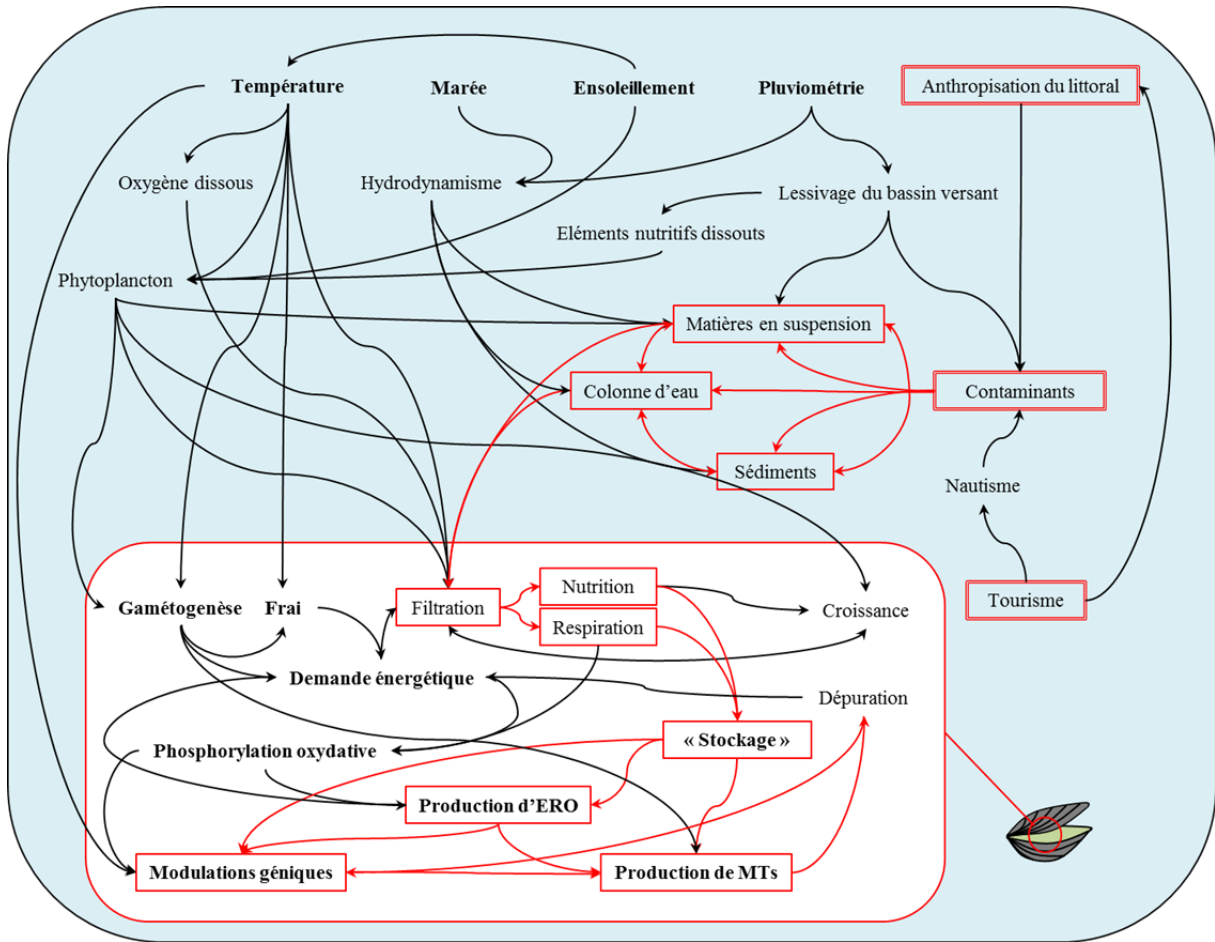 Température
Marée
Ensoleillement
Pluviométrie
Anthropisation du littoral
Oxygène dissous
Hydrodynamisme
Lessivage du bassin versant
Eléments nutritifs dissouts
Phytoplancton
Matières en suspension
Colonne d'eau
Contaminants
Sédiments
Nautisme
Tourisme
Gamétogenèse
Frai
Filtration
Nutrition
Respiration
Croissance
Demande énergétique
Dépuration
« Stockage »
Phosphorylation oxydative
Production d'ERO
Modulations géniques
Production de MTs